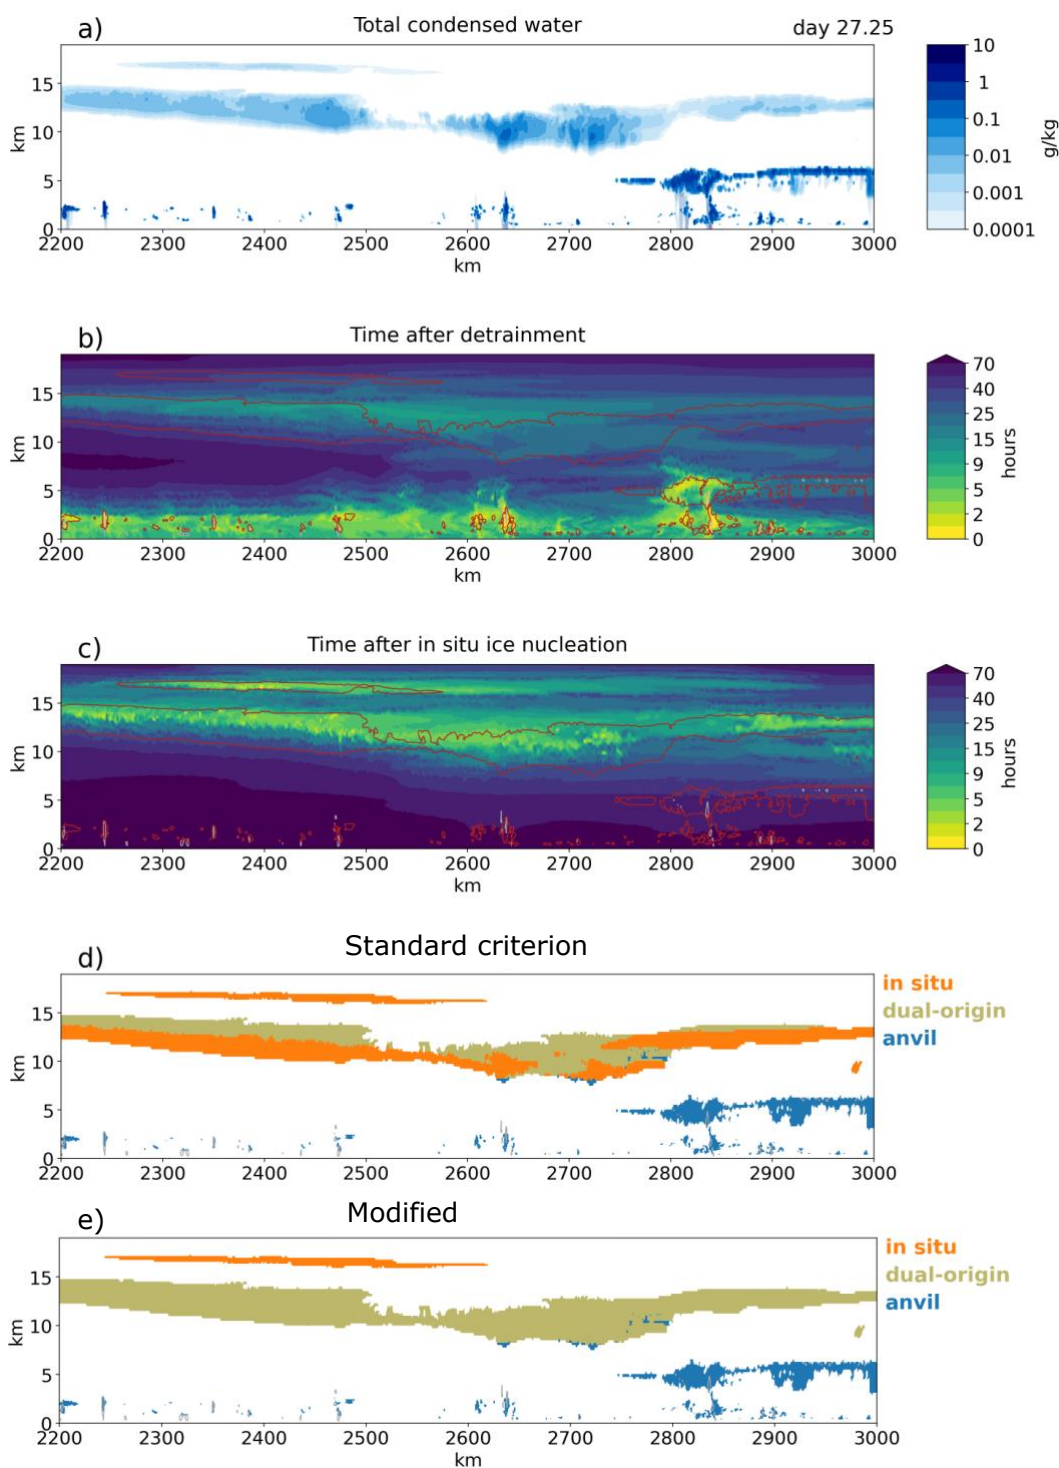 a) Total condensed water day 27.25
km
15
10
5
0
2200 2300 2400 2500 2600 2700 2800 2900 3000
km
10
1
0.1
0.01
0.001
0.0001
g/kg
b) Time after detrainment
km
15
10
5
0
2200 2300 2400 2500 2600 2700 2800 2900 3000
km
70
40
25
15
9
5
2
0
hours
c) Time after in situ ice nucleation
km
15
10
5
0
2200 2300 2400 2500 2600 2700 2800 2900 3000
km
70
40
25
15
9
5
2
0
hours
d) Standard criterion
km
15
10
5
0
2200 2300 2400 2500 2600 2700 2800 2900 3000
in situ
dual-origin
anvil
e) Modified
km
15
10
5
0
2200 2300 2400 2500 2600 2700 2800 2900 3000
km
in situ
dual-origin
anvil